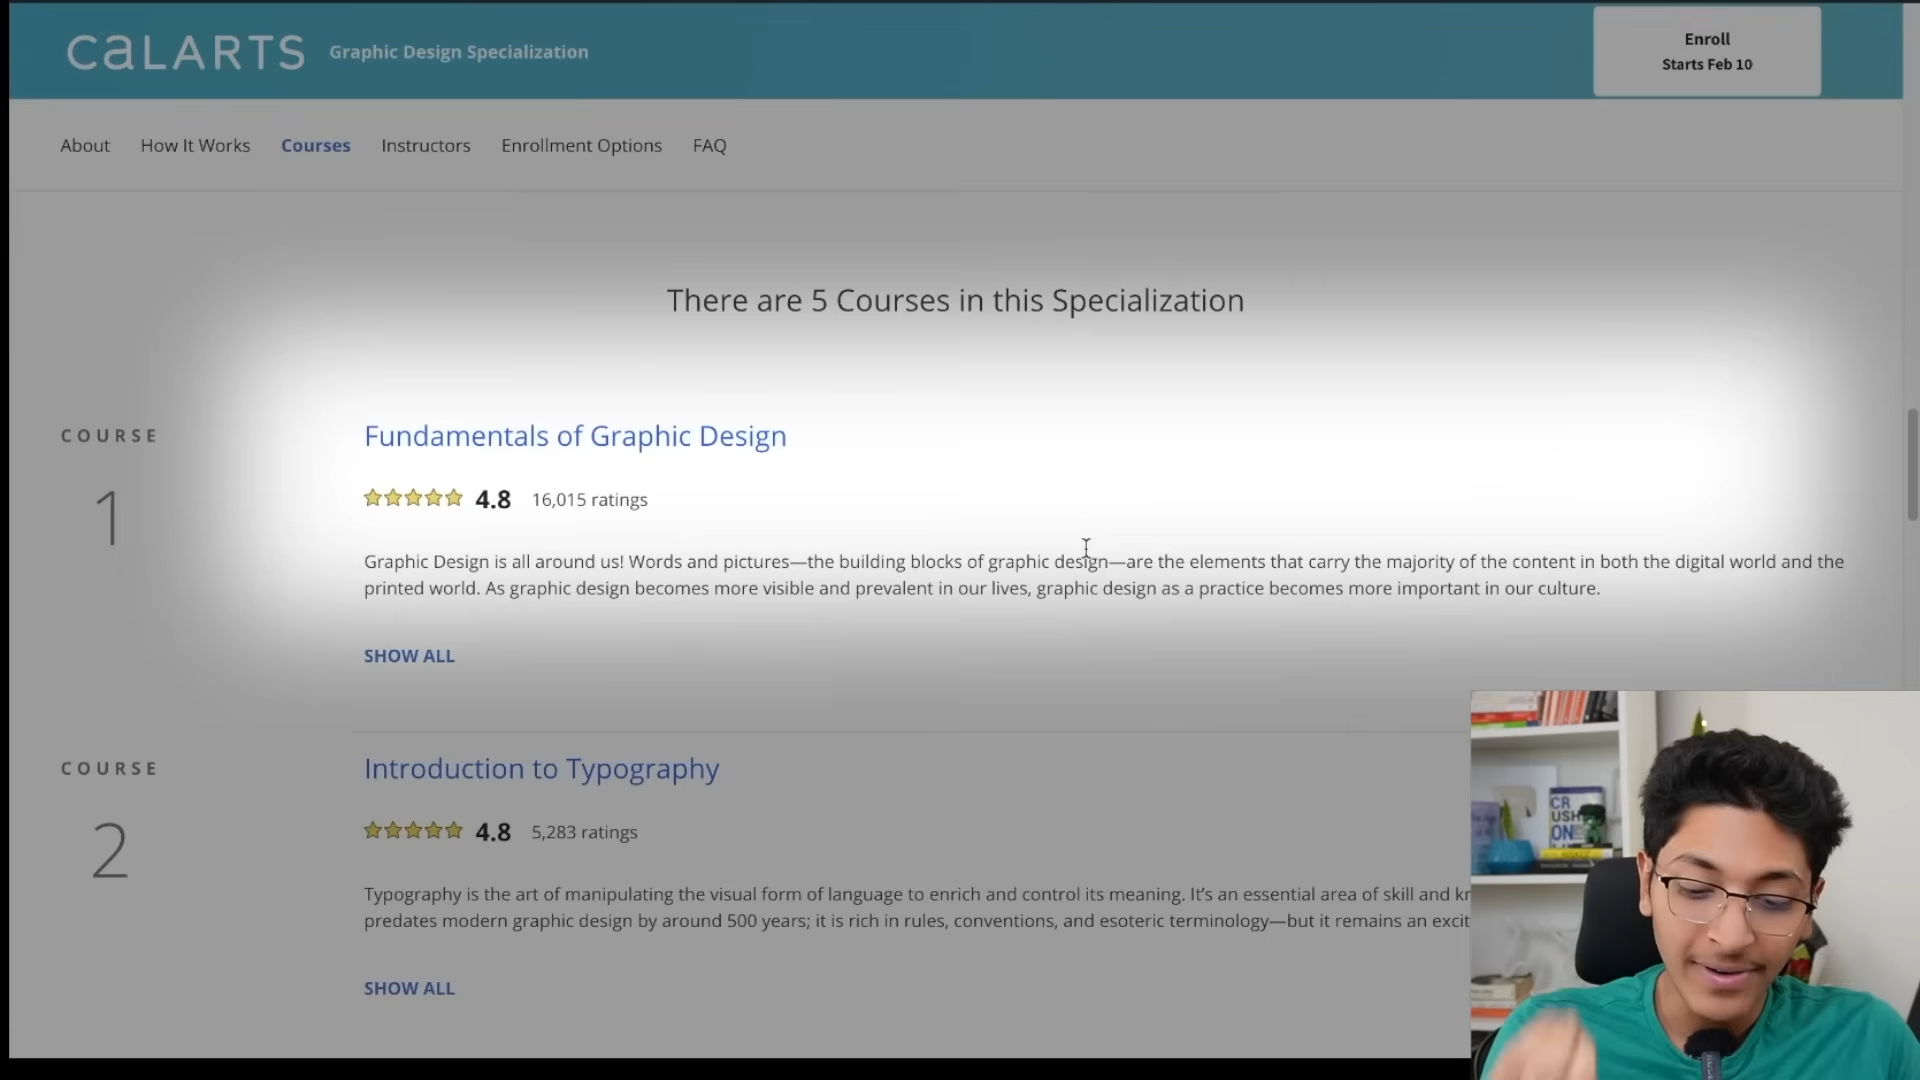 CALARTS Graphic Design Specialization
Enroll
Starts Feb 10
About How It Works Courses Instructors Enrollment Options FAQ
There are 5 Courses in this Specialization
COURSE
1
Fundamentals of Graphic Design
4.8 16,015 ratings
Graphic Design is all around us! Words and pictures—the building blocks of graphic design—are the elements that carry the majority of the content in both the digital world and the
printed world. As graphic design becomes more visible and prevalent in our lives, graphic design as a practice becomes more important in our culture.
SHOW ALL
COURSE
2
Introduction to Typography
4.8 5,283 ratings
Typography is the art of manipulating the visual form of language to enrich and control its meaning. It’s an essential area of skill and
predates modern graphic design by around 500 years; it is rich in rules, conventions, and esoteric terminology—but it remains an
SHOW ALL
CR
USH
ON